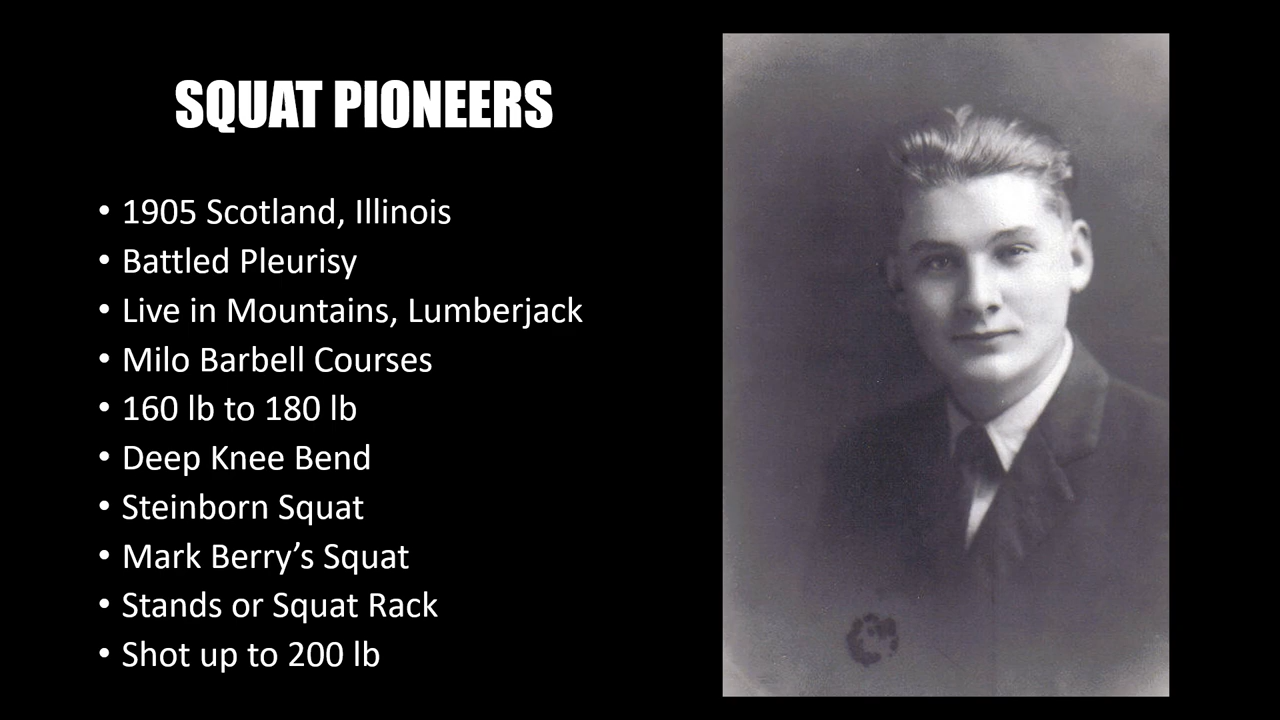 SQUAT PIONEERS
• 1905 Scotland, Illinois
• Battled Pleurisy
• Live in Mountains, Lumberjack
• Milo Barbell Courses
• 160 lb to 180 lb
• Deep Knee Bend
• Steinborn Squat
• Mark Berry’s Squat
• Stands or Squat Rack
• Shot up to 200 lb